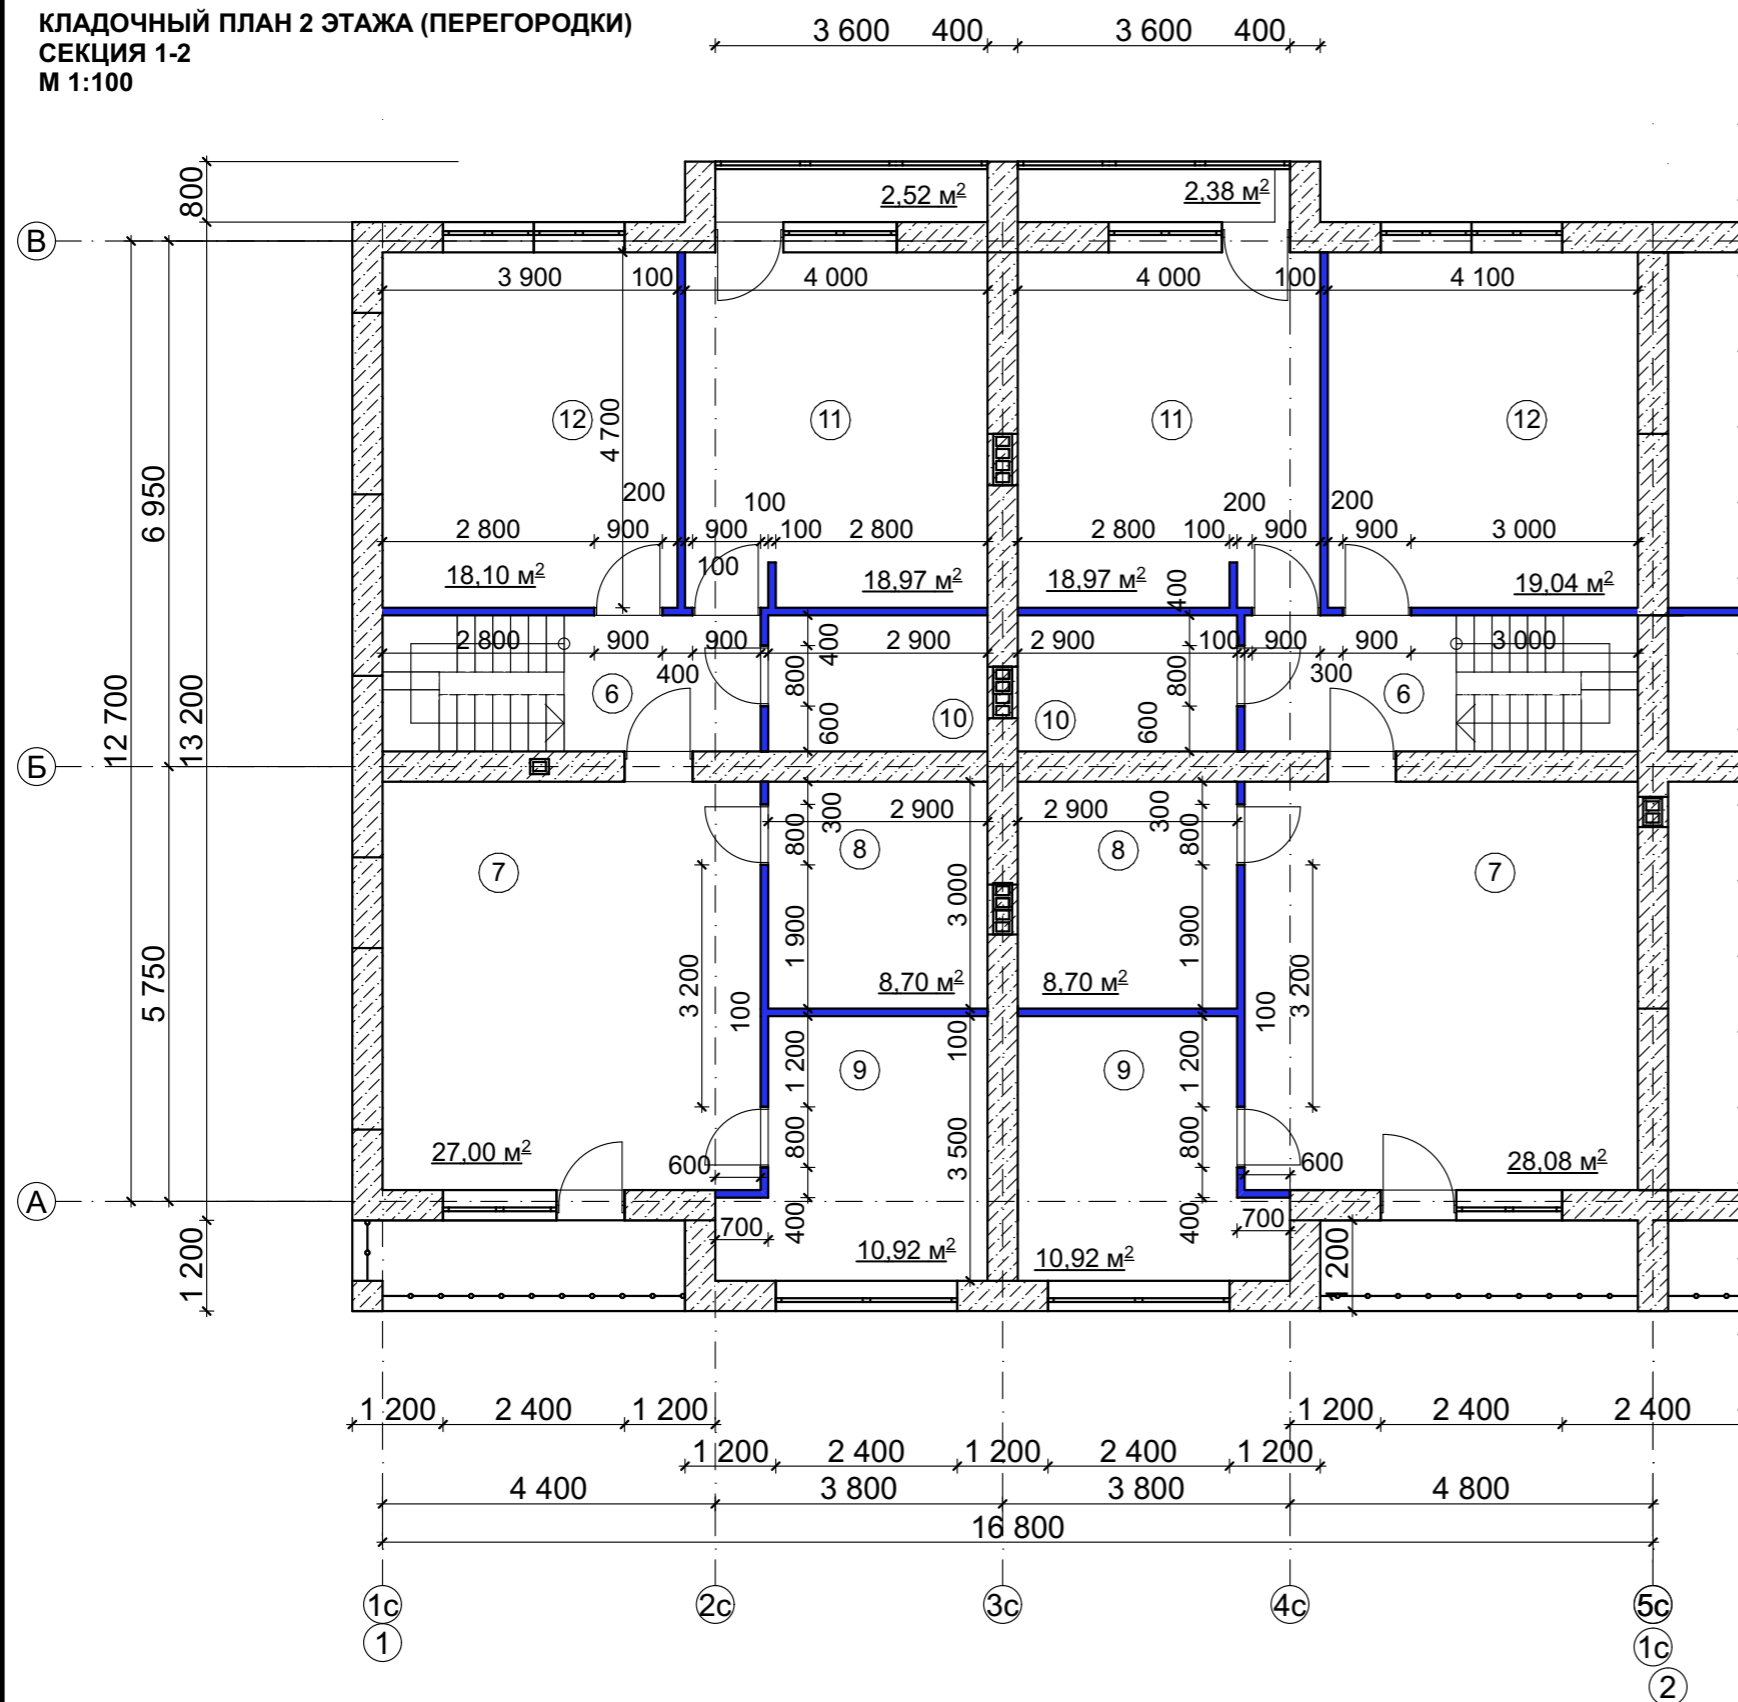 КЛАДОЧНЫЙ ПЛАН 2 ЭТАЖА (ПЕРЕГОРОДКИ)
СЕКЦИЯ 1-2
М 1:100
3 600 400 3 600 400
800
2,52 м² 2,38 м²
В
3 900 100 4 000 4 000 100 4 100
12 11 11 12
4 700
6 950
200 100 200 200
2 800 900 900 100 2 800 2 800 100 900 900 3 000
100
18,10 м² 18,97 м² 18,97 м² 19,04 м²
400
2 800 900 900 400 2 900 2 900 100 900 900 3 000
400 800 800 300
6 10 10 6
12 700 13 200
600 600
Б
2 900 2 900
300 800 300 800
7 8 8 7
3 000
1 900 1 900
5 750
3 200 100 8,70 м² 8,70 м² 100 3 200
100
1 200 1 200
9 9
27,00 м² 800 3 500 800 28,08 м²
600 600
А
700 400 400 700
1 200 10,92 м² 10,92 м² 1 200
1 200 2 400 1 200 1 200 2 400 2 400
1 200 2 400 1 200 2 400 1 200
4 400 3 800 3 800 4 800
16 800
1с 2с 3с 4с 5с
1 1с
2